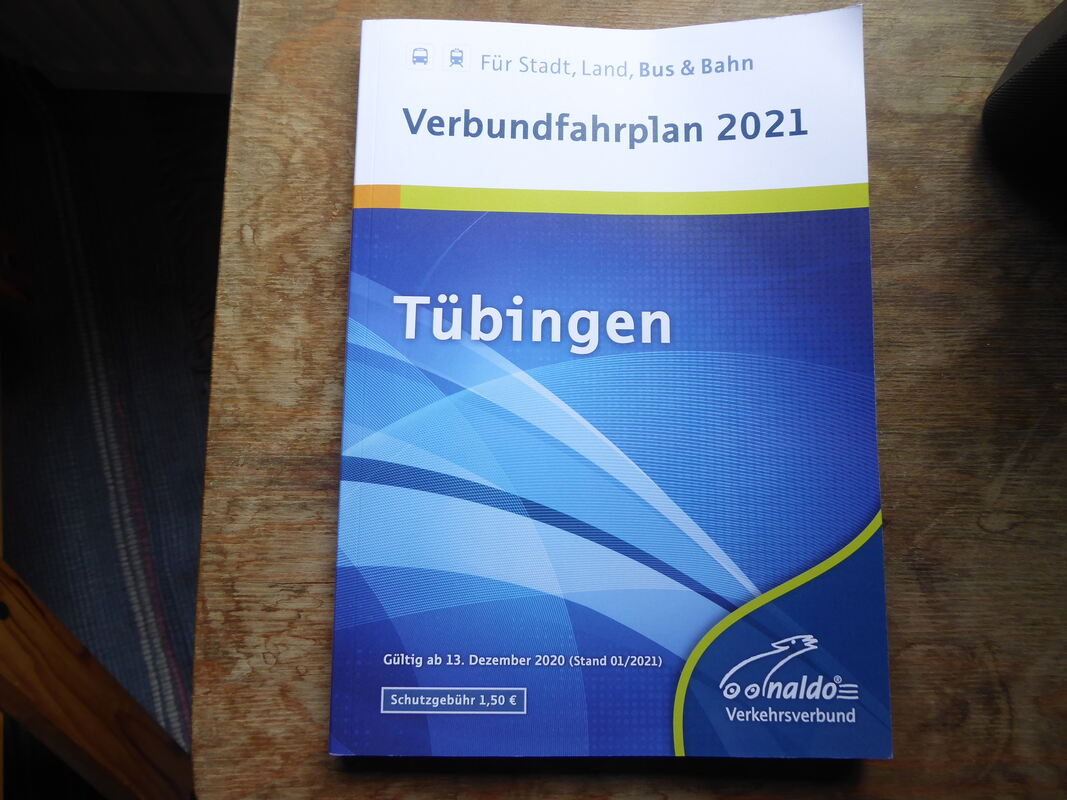 Für Stadt, Land, Bus & Bahn
Verbundfahrplan 2021
Tübingen
Gültig ab 13. Dezember 2020 (Stand 01/2021)
Schutzgebühr 1,50 €
naldo®
Verkehrsverbund